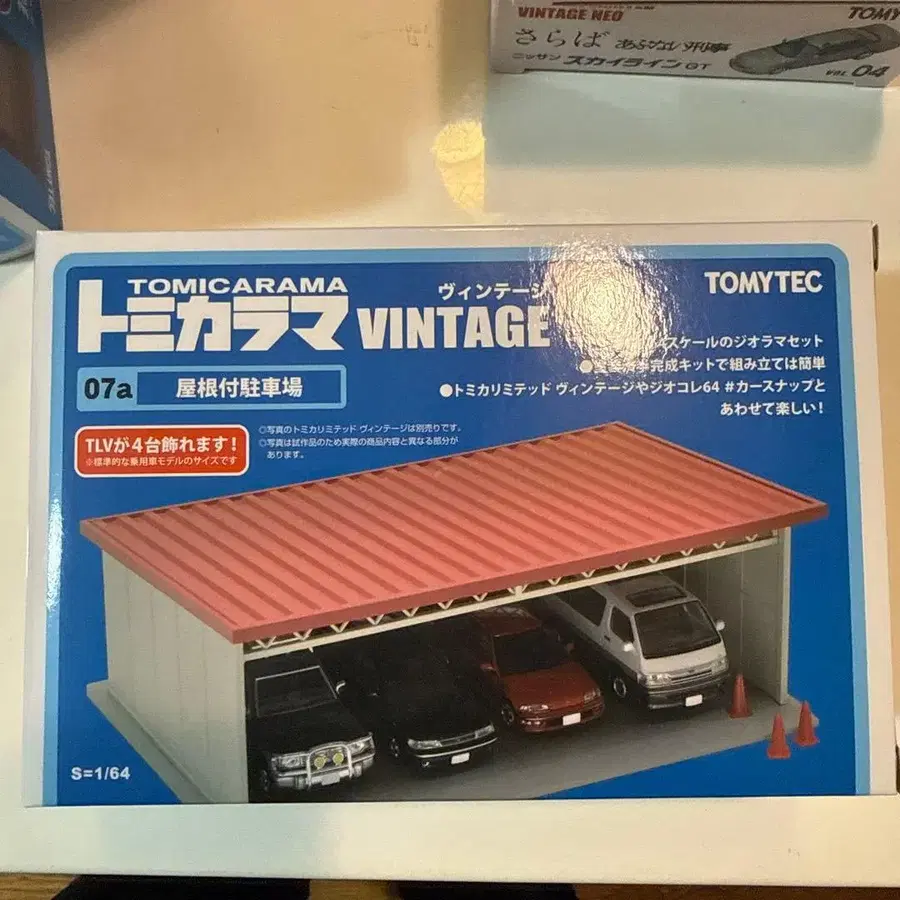 VINTAGE NEO
TOMY
さらば あぶない刑事
ニッサン スカイライン GT
VOL 04
TOMYTEC
TOMICARAMA
トミカラマ
ヴィンテージ
VINTAGE
TOMYTEC
スケールのジオラマセット
完成キットで組み立ては簡単
●トミカリミテッド ヴィンテージやジオコレ64 #カースナップと
あわせて楽しい!
07a 屋根付駐車場
TLVが4台飾れます!
※標準的な乗用車モデルのサイズです
○写真のトミカリミテッド ヴィンテージは別売りです。
○写真は試作品のため実際の商品内容と異なる部分が
あります。
S=1/64